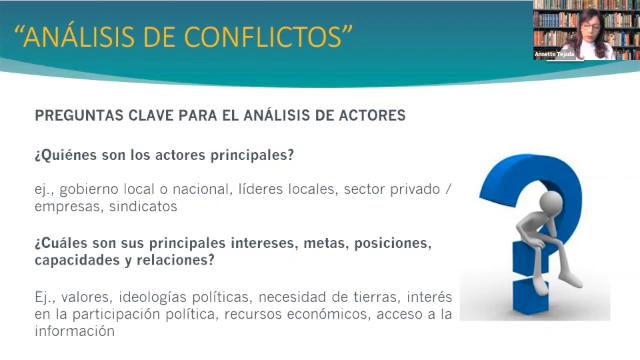 “ANÁLISIS DE CONFLICTOS”
Annette Tejada
PREGUNTAS CLAVE PARA EL ANÁLISIS DE ACTORES
¿Quiénes son los actores principales?
ej., gobierno local o nacional, líderes locales, sector privado /
empresas, sindicatos
¿Cuáles son sus principales intereses, metas, posiciones,
capacidades y relaciones?
Ej., valores, ideologías políticas, necesidad de tierras, interés
en la participación política, recursos económicos, acceso a la
información